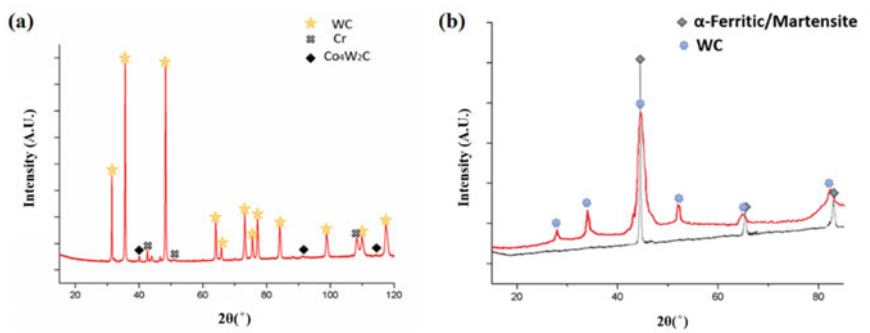 (a)
WC
Cr
Co4W2C
Intensity (A.U.)
20 40 60 80 100 120
2θ(°)
(b)
α-Ferritic/Martensite
WC
Intensity (A.U.)
20 40 60 80
2θ(°)